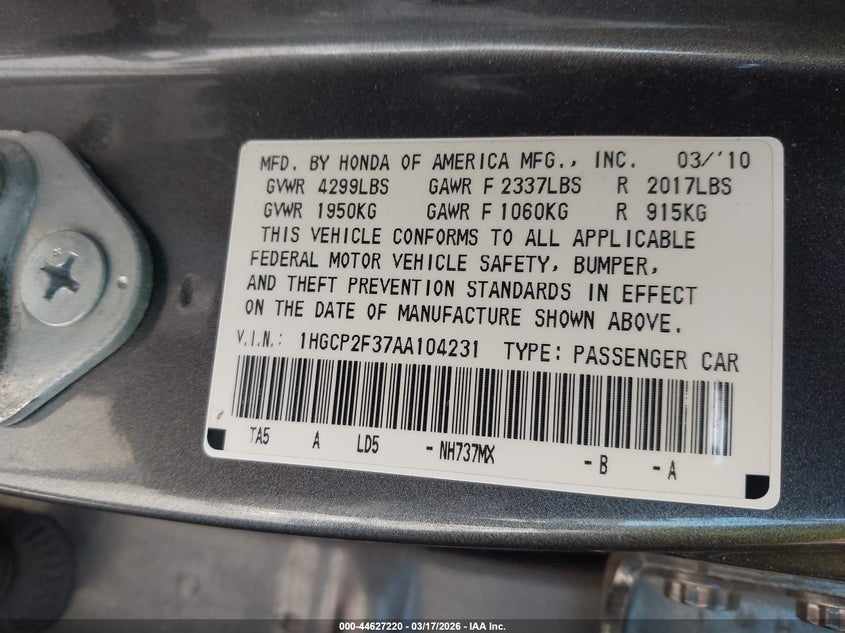 MFD. BY HONDA OF AMERICA MFG., INC. 03/'10
GVWR 4299LBS GAWR F 2337LBS R 2017LBS
GVWR 1950KG GAWR F 1060KG R 915KG
THIS VEHICLE CONFORMS TO ALL APPLICABLE
FEDERAL MOTOR VEHICLE SAFETY, BUMPER,
AND THEFT PREVENTION STANDARDS IN EFFECT
ON THE DATE OF MANUFACTURE SHOWN ABOVE.
V.I.N.: 1HGCP2F37AA104231 TYPE: PASSENGER CAR
TA5 A LD5 -NH737MX -B -A
000-44627220 - 03/17/2026 - IAA Inc.